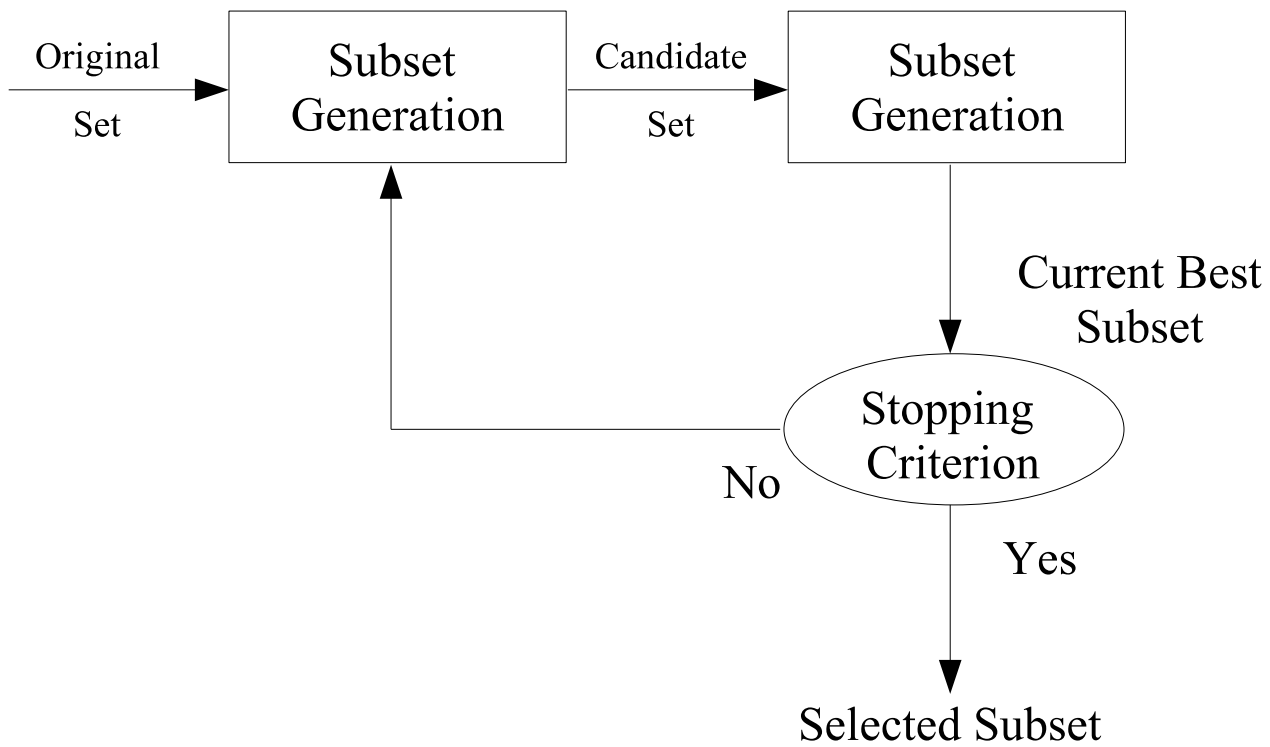 Original
Set
Subset
Generation
Candidate
Set
Subset
Generation
Current Best
Subset
Stopping
Criterion
No
Yes
Selected Subset